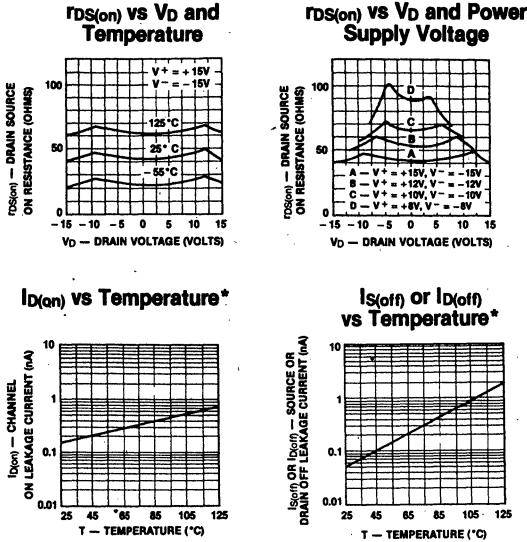 rDS(on) vs VD and
Temperature
rDS(on) — DRAIN SOURCE
ON RESISTANCE (OHMS)
100
50
0
V+ = +15V
V− = −15V
125°C
25°C
−55°C
−15 −10 −5 0 5 10 15
VD — DRAIN VOLTAGE (VOLTS)
rDS(on) vs VD and Power
Supply Voltage
rDS(on) — DRAIN SOURCE
ON RESISTANCE (OHMS)
100
50
0
D
C
B
A
A — V+ = +15V, V− = −15V
B — V+ = +12V, V− = −12V
C — V+ = +10V, V− = −10V
D — V+ = +8V, V− = −8V
−15 −10 −5 0 5 10 15
VD — DRAIN VOLTAGE (VOLTS)
ID(on) vs Temperature*
ID(on) — CHANNEL
ON LEAKAGE CURRENT (nA)
10
1
0.1
0.01
25 45 65 85 105 125
T — TEMPERATURE (°C)
IS(off) or ID(off)
vs Temperature*
IS(off) OR ID(off) — SOURCE OR
DRAIN OFF LEAKAGE CURRENT (nA)
10
1
0.1
0.01
25 45 65 85 105 125
T — TEMPERATURE (°C)